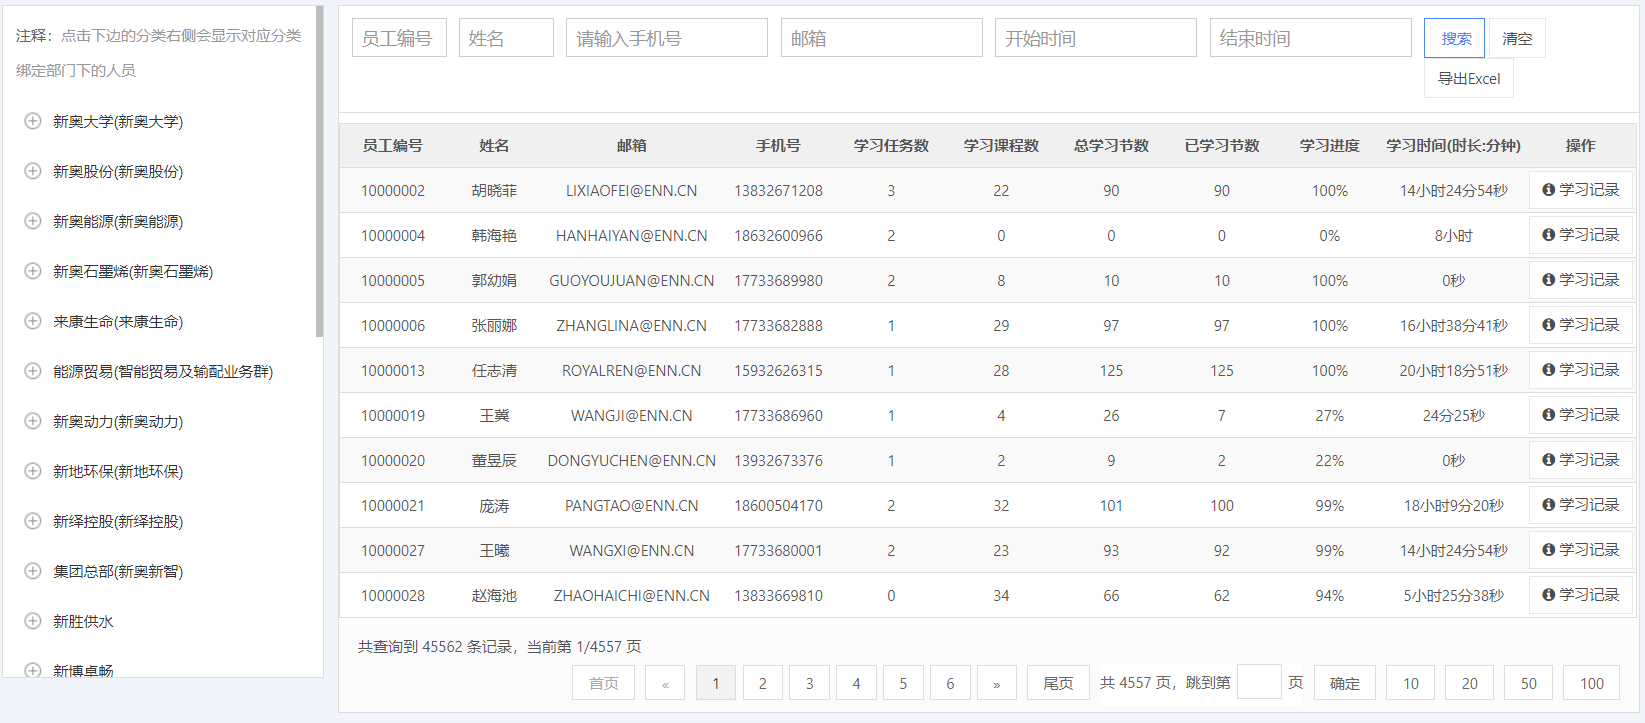 注释：点击下边的分类右侧会显示对应分类
绑定部门下的人员
新奥大学(新奥大学)
新奥股份(新奥股份)
新奥能源(新奥能源)
新奥石墨烯(新奥石墨烯)
来康生命(来康生命)
能源贸易(智能贸易及输配业务群)
新奥动力(新奥动力)
新地环保(新地环保)
新绎控股(新绎控股)
集团总部(新奥新智)
新胜供水
新博卓畅
员工编号 姓名 请输入手机号 邮箱 开始时间 结束时间 搜索 清空
导出Excel
员工编号 姓名 邮箱 手机号 学习任务数 学习课程数 总学习节数 已学习节数 学习进度 学习时间(时长:分钟) 操作
10000002 胡晓菲 LIXIAOFEI@ENN.CN 13832671208 3 22 90 90 100% 14小时24分54秒 学习记录
10000004 韩海艳 HANHAIYAN@ENN.CN 18632600966 2 0 0 0 0% 8小时 学习记录
10000005 郭幼娟 GUOYOUJUAN@ENN.CN 17733689980 2 8 10 10 100% 0秒 学习记录
10000006 张丽娜 ZHANGLINA@ENN.CN 17733682888 1 29 97 97 100% 16小时38分41秒 学习记录
10000013 任志清 ROYALREN@ENN.CN 15932626315 1 28 125 125 100% 20小时18分51秒 学习记录
10000019 王冀 WANGJI@ENN.CN 17733686960 1 4 26 7 27% 24分25秒 学习记录
10000020 董昱辰 DONGYUCHEN@ENN.CN 13932673376 1 2 9 2 22% 0秒 学习记录
10000021 庞涛 PANGTAO@ENN.CN 18600504170 2 32 101 100 99% 18小时9分20秒 学习记录
10000027 王曦 WANGXI@ENN.CN 17733680001 2 23 93 92 99% 14小时24分54秒 学习记录
10000028 赵海池 ZHAOHAICHI@ENN.CN 13833669810 0 34 66 62 94% 5小时25分38秒 学习记录
共查询到 45562 条记录，当前第 1/4557 页
首页 « 1 2 3 4 5 6 » 尾页 共 4557 页，跳到第 页 确定 10 20 50 100